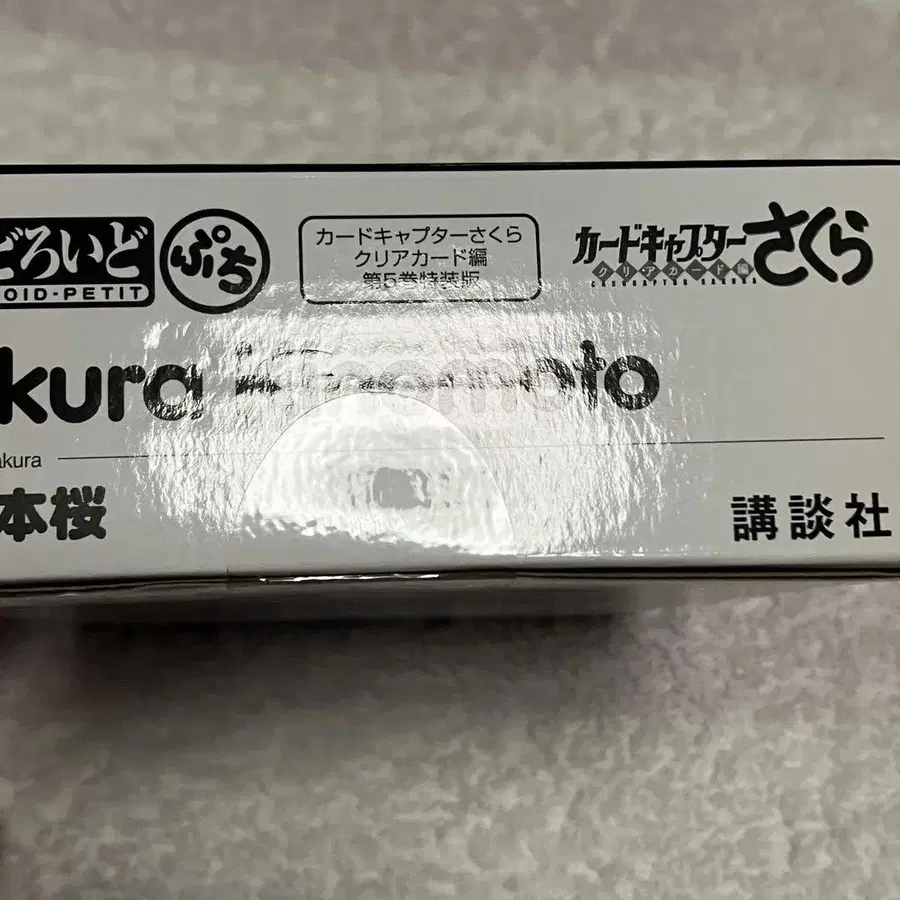 どろいど
OID-PETIT
ぷち
カードキャプターさくら
クリアカード編
第5巻特装版
カードキャプターさくら
クリアカード編
CARDCAPTOR SAKURA
kura Kinomoto
akura
本桜
講談社